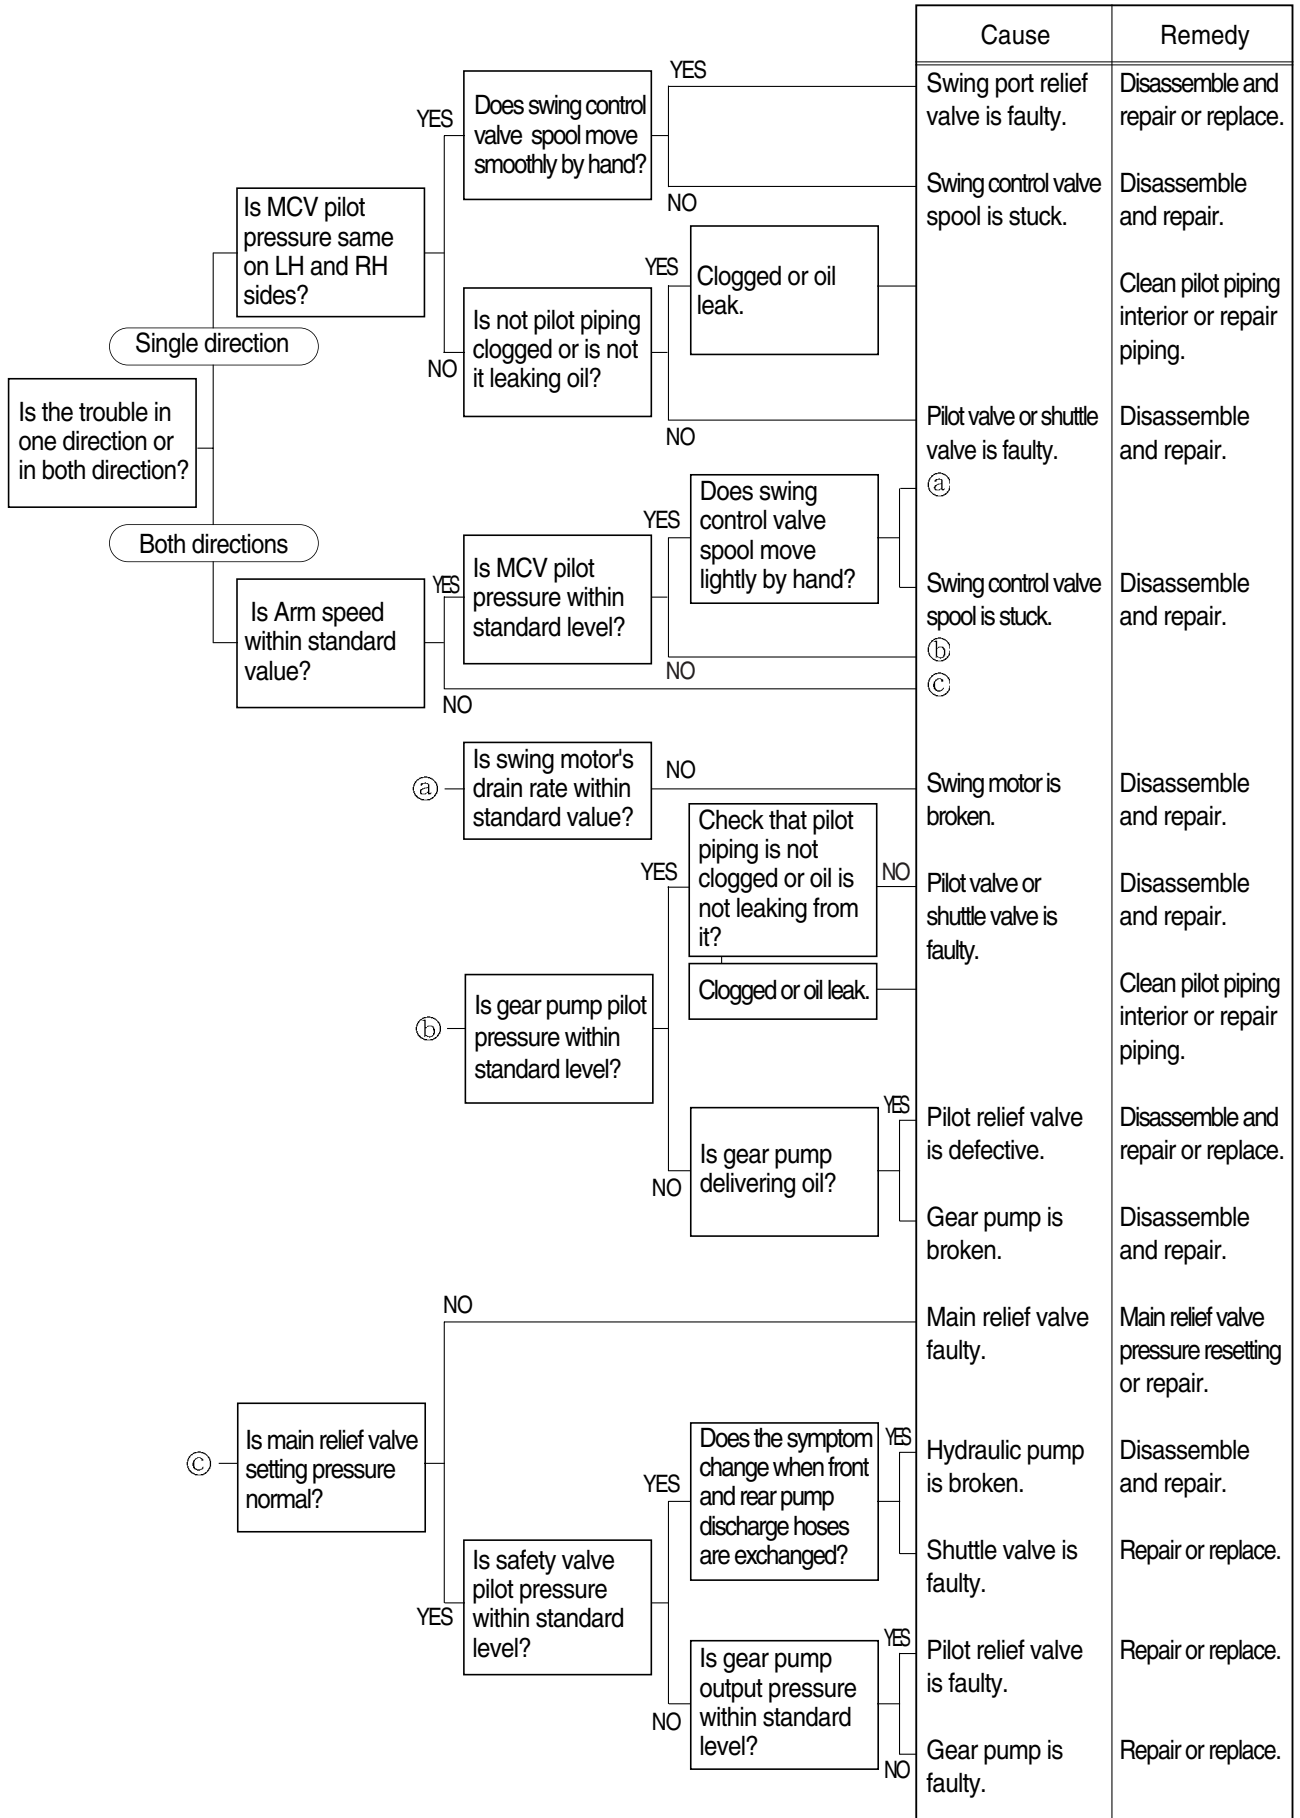 Cause
Remedy
YES
Does swing control
valve spool move
smoothly by hand?
YES
Swing port relief
valve is faulty.
Disassemble and
repair or replace.
NO
Swing control valve
spool is stuck.
Disassemble
and repair.
Is MCV pilot
pressure same
on LH and RH
sides?
NO
Is not pilot piping
clogged or is not
it leaking oil?
YES
Clogged or oil
leak.
Clean pilot piping
interior or repair
piping.
NO
Pilot valve or shuttle
valve is faulty.
Disassemble
and repair.
Single direction
Is the trouble in
one direction or
in both direction?
Both directions
Is Arm speed
within standard
value?
YES
Is MCV pilot
pressure within
standard level?
YES
Does swing
control valve
spool move
lightly by hand?
ⓐ
Swing control valve
spool is stuck.
Disassemble
and repair.
NO
ⓑ
NO
ⓒ
ⓐ
Is swing motor's
drain rate within
standard value?
NO
Swing motor is
broken.
Disassemble
and repair.
ⓑ
Is gear pump pilot
pressure within
standard level?
YES
Check that pilot
piping is not
clogged or oil is
not leaking from
it?
NO
Pilot valve or
shuttle valve is
faulty.
Disassemble
and repair.
Clogged or oil leak.
Clean pilot piping
interior or repair
piping.
NO
Is gear pump
delivering oil?
YES
Pilot relief valve
is defective.
Disassemble and
repair or replace.
Gear pump is
broken.
Disassemble
and repair.
ⓒ
Is main relief valve
setting pressure
normal?
NO
Main relief valve
faulty.
Main relief valve
pressure resetting
or repair.
YES
Is safety valve
pilot pressure
within standard
level?
YES
Does the symptom
change when front
and rear pump
discharge hoses
are exchanged?
YES
Hydraulic pump
is broken.
Disassemble
and repair.
Shuttle valve is
faulty.
Repair or replace.
NO
Is gear pump
output pressure
within standard
level?
YES
Pilot relief valve
is faulty.
Repair or replace.
NO
Gear pump is
faulty.
Repair or replace.